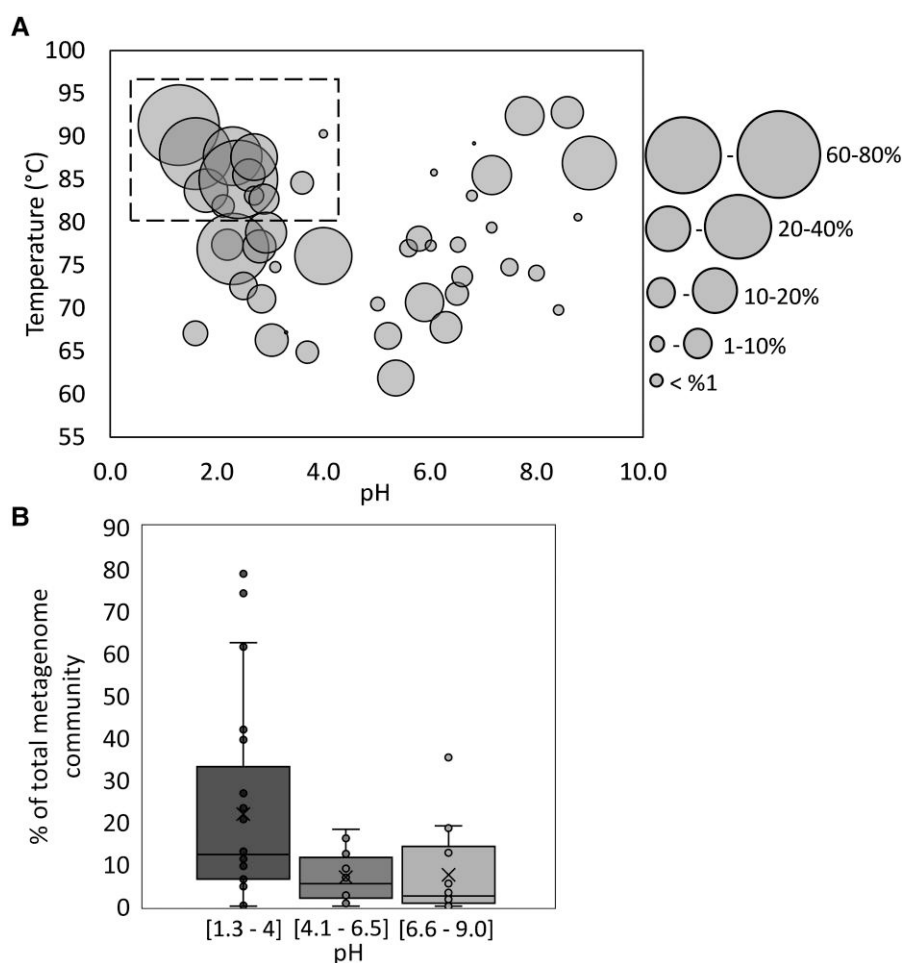 A
Temperature (°C)
100
95
90
85
80
75
70
65
60
55
0.0 2.0 4.0 6.0 8.0 10.0
pH
- 60-80%
- 20-40%
- 10-20%
- 1-10%
< %1
B
% of total metagenome
community
90
80
70
60
50
40
30
20
10
0
[1.3 - 4] [4.1 - 6.5] [6.6 - 9.0]
pH